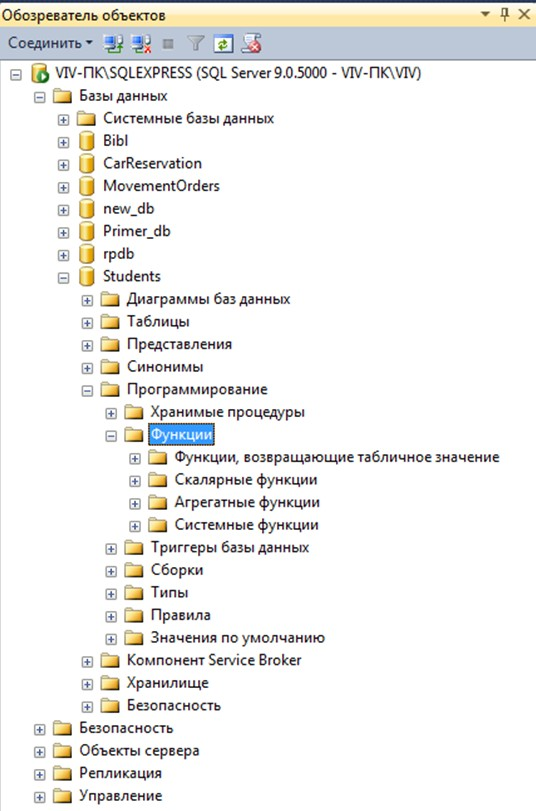 Обозреватель объектов
Соединить
VIV-ПК\SQLEXPRESS (SQL Server 9.0.5000 - VIV-ПК\VIV)
Базы данных
Системные базы данных
Bibl
CarReservation
MovementOrders
new_db
Primer_db
rpdb
Students
Диаграммы баз данных
Таблицы
Представления
Синонимы
Программирование
Хранимые процедуры
Функции
Функции, возвращающие табличное значение
Скалярные функции
Агрегатные функции
Системные функции
Триггеры базы данных
Сборки
Типы
Правила
Значения по умолчанию
Компонент Service Broker
Хранилище
Безопасность
Безопасность
Объекты сервера
Репликация
Управление